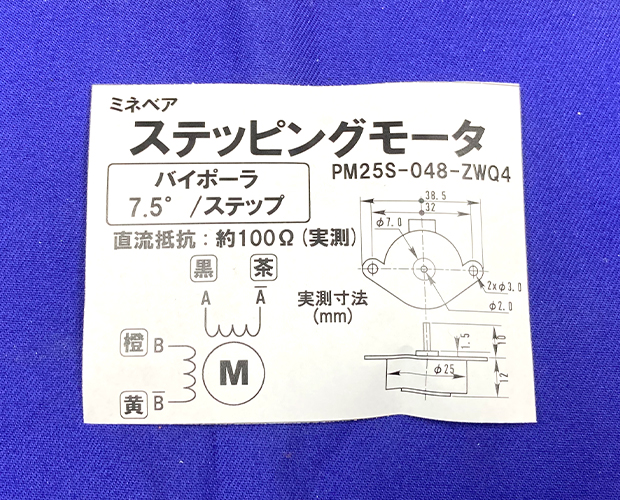 ミネベア
ステッピングモータ
バイポーラ
7.5° /ステップ
PM25S-048-ZWQ4
直流抵抗：約100Ω(実測)
黒 茶
A A̅
橙 B
黄 B̅
M
38.5
32
φ7.0
2xφ3.0
φ2.0
実測寸法
(mm)
1.5
10
φ25
12